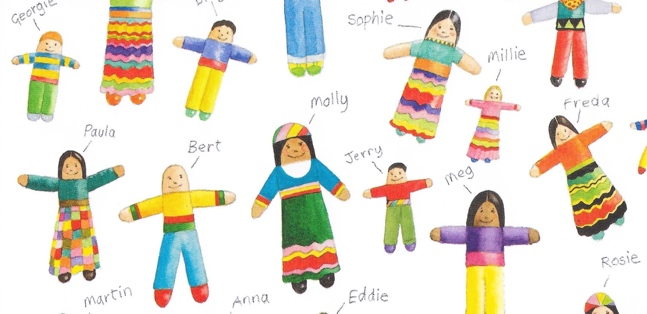 Georgie
Sophie
Millie
Molly
Freda
Paula
Bert
Jerry
Meg
Rosie
Martin
Anna
Eddie